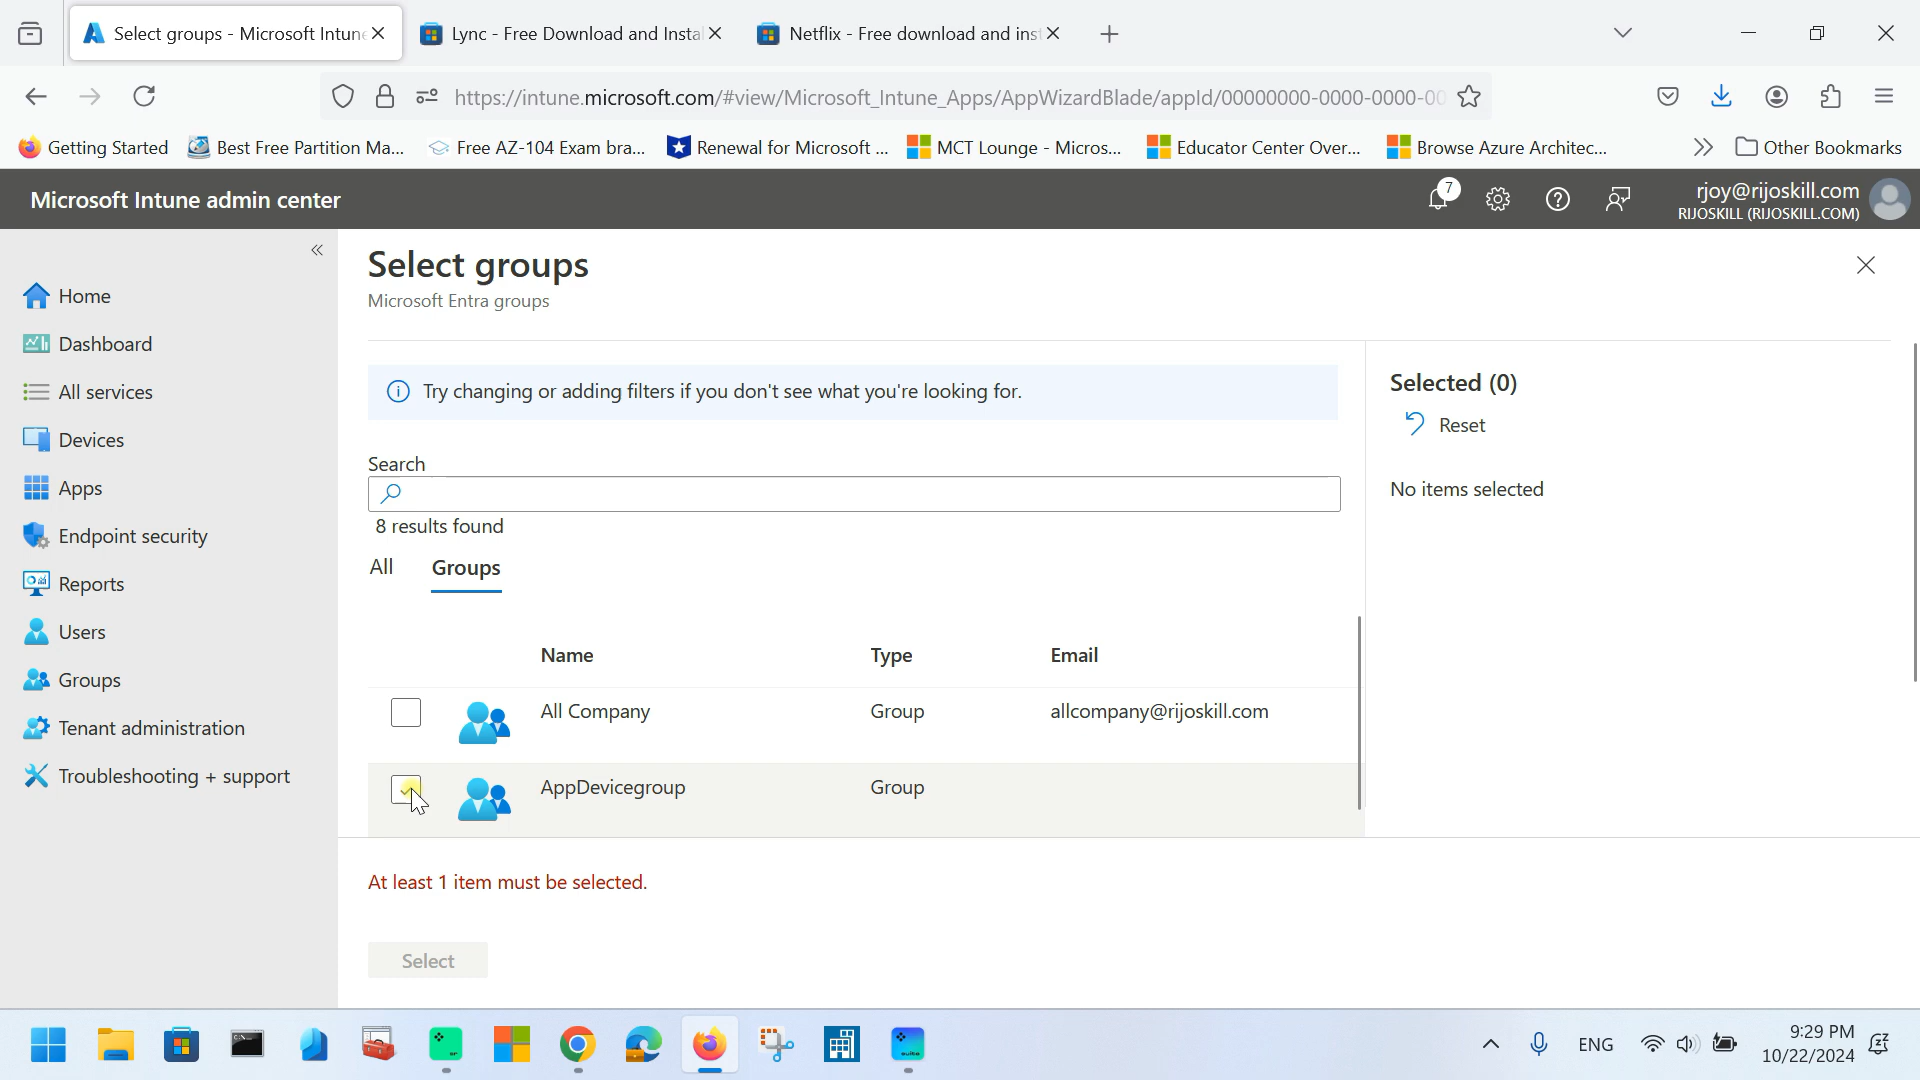 Select groups - Microsoft Intune
Lync - Free Download and Instal
Netflix - Free download and inst
https://intune.microsoft.com/#view/Microsoft_Intune_Apps/AppWizardBlade/appId/00000000-0000-0000-00
Getting Started
Best Free Partition Ma...
Free AZ-104 Exam bra...
Renewal for Microsoft ...
MCT Lounge - Micros...
Educator Center Over...
Browse Azure Architec...
Other Bookmarks
Microsoft Intune admin center
7
rjoy@rijoskill.com
RIJOSKILL (RIJOSKILL.COM)
Home
Dashboard
All services
Devices
Apps
Endpoint security
Reports
Users
Groups
Tenant administration
Troubleshooting + support
Select groups
Microsoft Entra groups
Try changing or adding filters if you don't see what you're looking for.
Search
8 results found
All Groups
Name Type Email
All Company Group allcompany@rijoskill.com
AppDevicegroup Group
Selected (0)
Reset
No items selected
At least 1 item must be selected.
Select
ENG
9:29 PM
10/22/2024